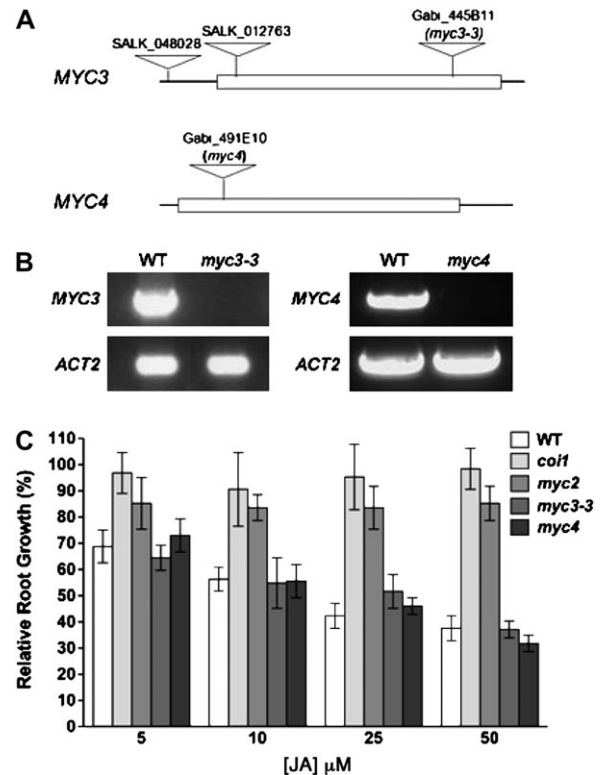 A
SALK_048028
SALK_012763
Gabi_445B11
(myc3-3)
MYC3
Gabi_491E10
(myc4)
MYC4
B
WT myc3-3
WT myc4
MYC3
MYC4
ACT2
ACT2
C
Relative Root Growth (%)
110
100
90
80
70
60
50
40
30
20
10
0
WT
coi1
myc2
myc3-3
myc4
5 10 25 50
[JA] µM